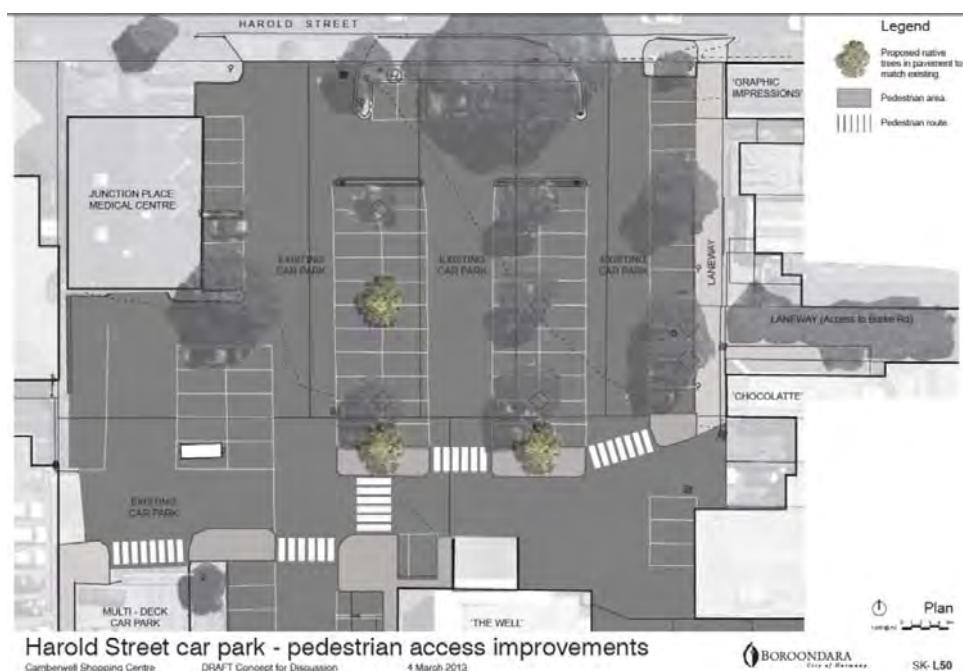 HAROLD STREET
Legend
Proposed native
trees in pavement to
match existing.
Pedestrian area.
Pedestrian route.
'GRAPHIC
IMPRESSIONS'
JUNCTION PLACE
MEDICAL CENTRE
EXISTING
CAR PARK
EXISTING
CAR PARK
EXISTING
CAR PARK
LANEWAY
LANEWAY (Access to Burke Rd)
'CHOCOLATTE'
EXISTING
CAR PARK
MULTI - DECK
CAR PARK
'THE WELL'
Plan
Harold Street car park - pedestrian access improvements
Camberwell Shopping Centre DRAFT Concept for Discussion 4 March 2013
BOROONDARA
City of Harmony
SK- L50